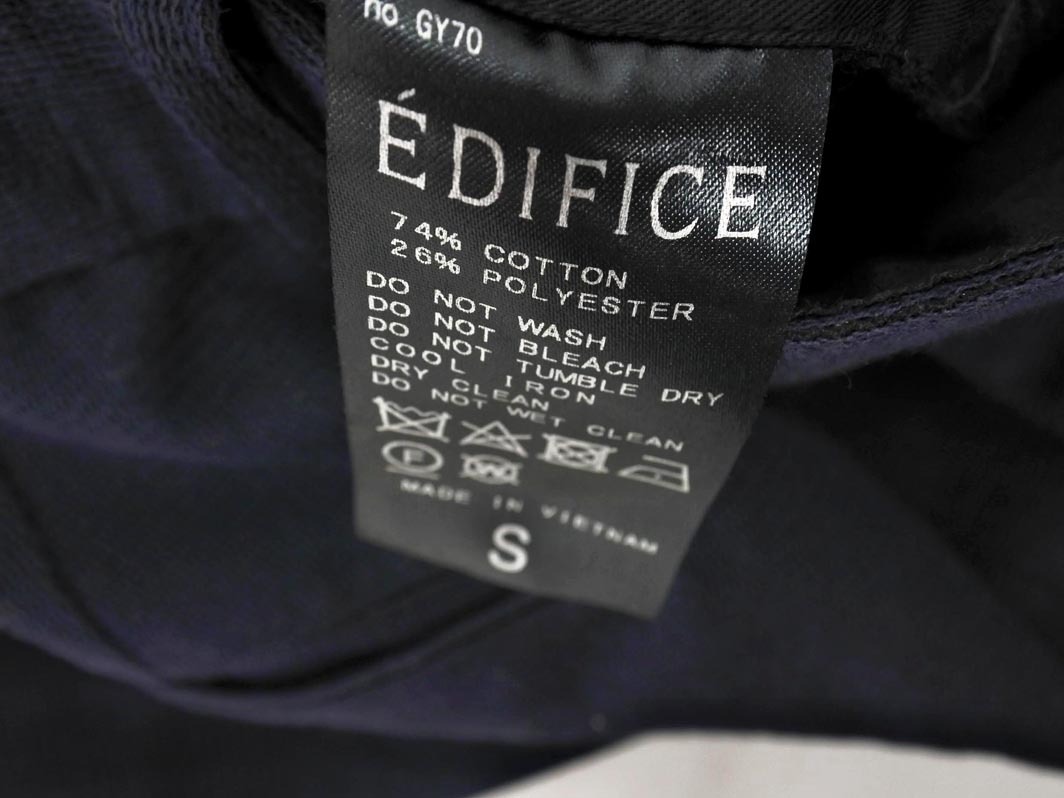 no. GY70
ÉDIFICE
74% COTTON
26% POLYESTER
DO NOT WASH
DO NOT BLEACH
DO NOT TUMBLE DRY
COOL IRON
DRY CLEAN
DO NOT WET CLEAN
F W
MADE IN VIETNAM
S